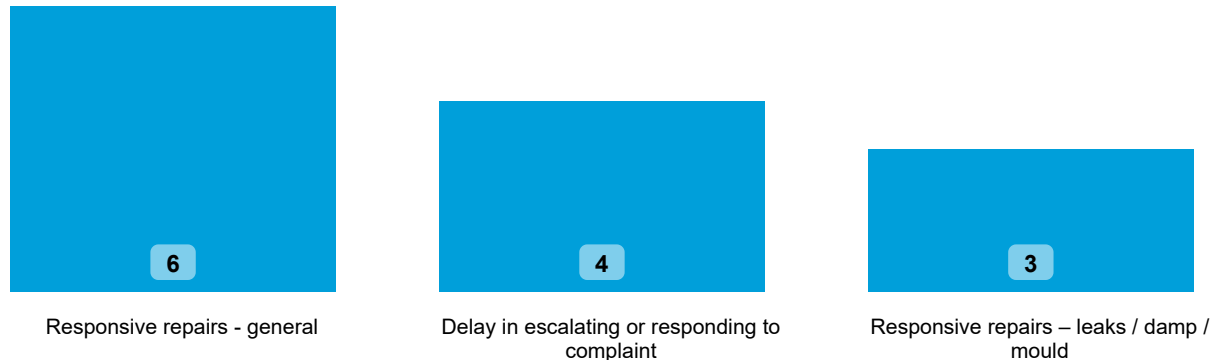 6
4
3
Responsive repairs - general
Delay in escalating or responding to
complaint
Responsive repairs – leaks / damp /
mould